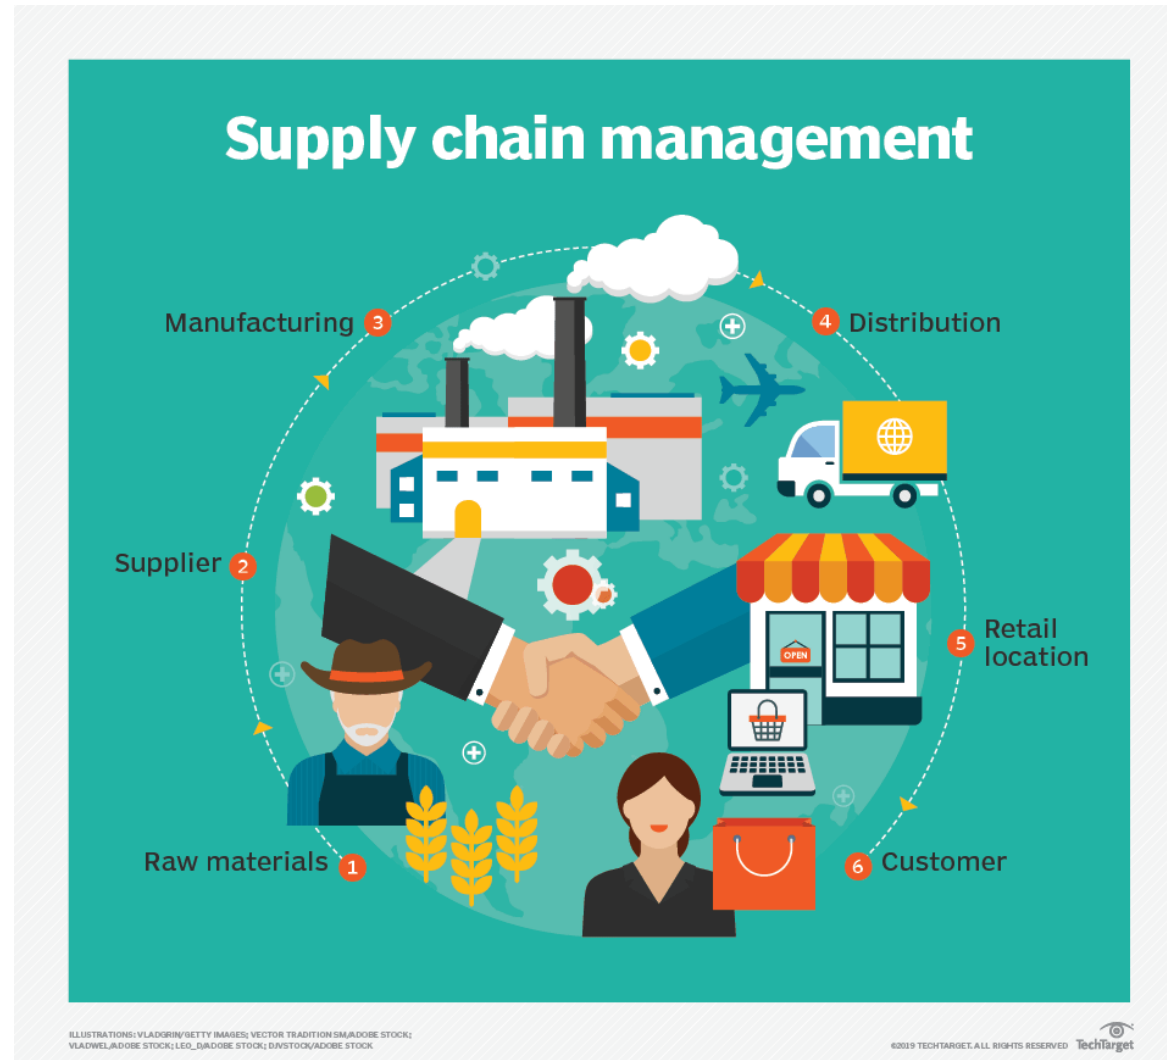 Supply chain management
Manufacturing 3
4 Distribution
Supplier 2
OPEN
5 Retail
location
Raw materials 1
6 Customer
ILLUSTRATIONS: VLADGRIN/GETTY IMAGES; VECTOR TRADITION SM/ADOBE STOCK;
VLADWEL/ADOBE STOCK; LEO_D/ADOBE STOCK; DJVSTOCK/ADOBE STOCK
©2019 TECHTARGET. ALL RIGHTS RESERVED TechTarget